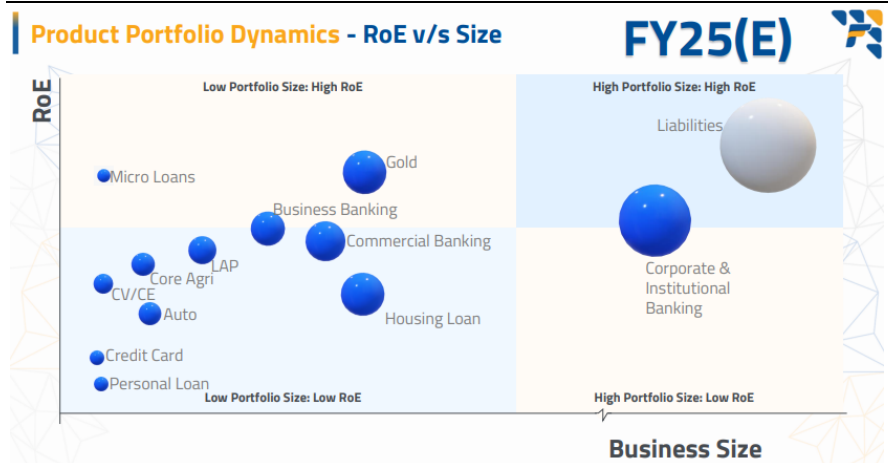 Product Portfolio Dynamics - RoE v/s Size
FY25(E)
RoE
Low Portfolio Size: High RoE
High Portfolio Size: High RoE
Liabilities
Gold
Micro Loans
Business Banking
Commercial Banking
LAP
Core Agri
CV/CE
Corporate &
Institutional
Banking
Auto
Housing Loan
Credit Card
Personal Loan
Low Portfolio Size: Low RoE
High Portfolio Size: Low RoE
Business Size